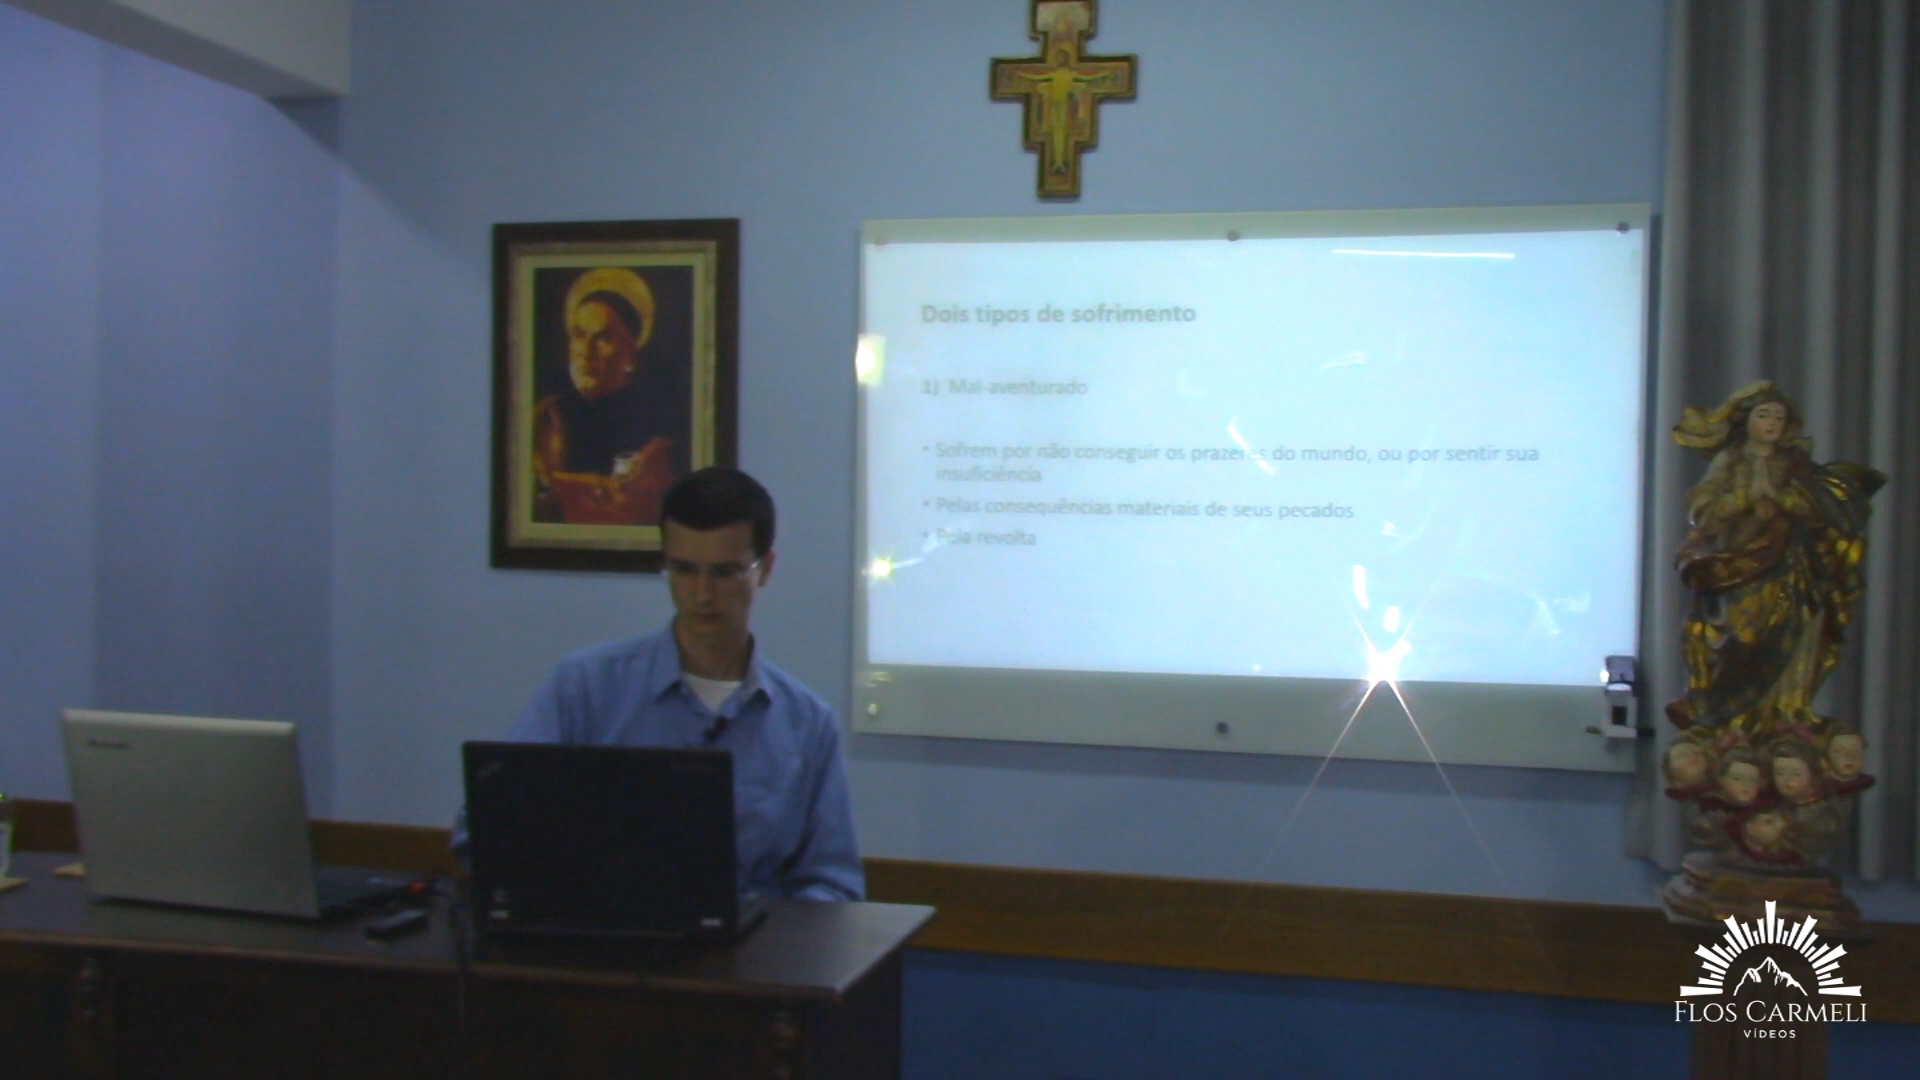 Dois tipos de sofrimento
1) Mal-aventurado
• Sofrem por não conseguir os prazeres do mundo, ou por sentir sua
insuficiência
• Pelas consequências materiais de seus pecados
• Pela revolta
FLOS CARMELI
VÍDEOS